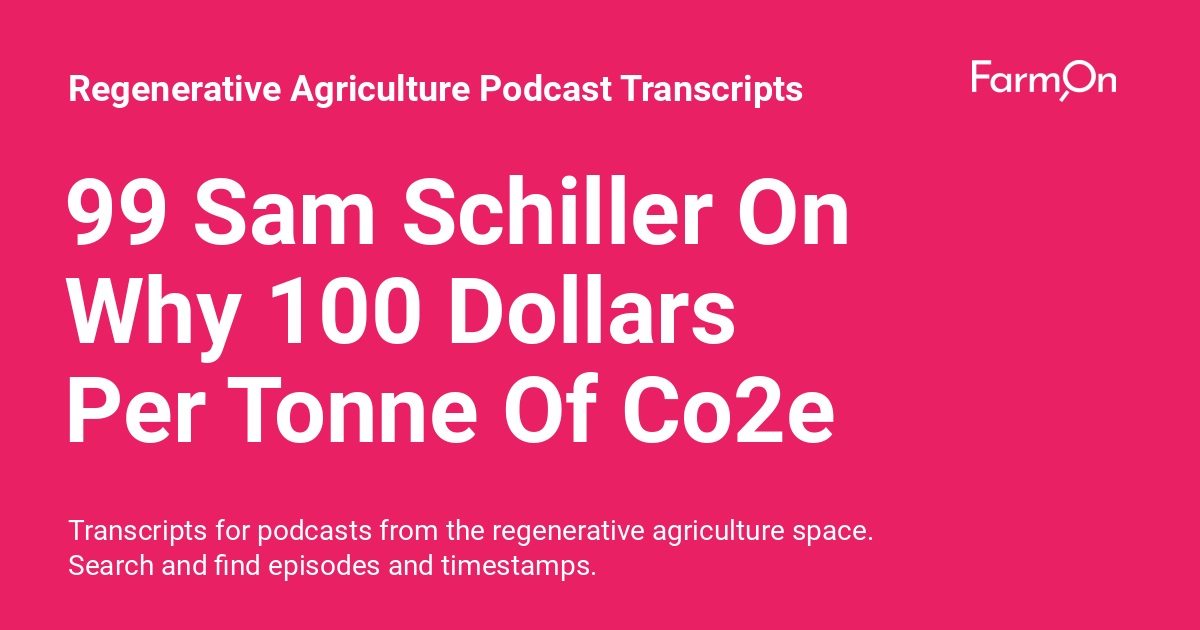 Regenerative Agriculture Podcast Transcripts
FarmOn
99 Sam Schiller On
Why 100 Dollars
Per Tonne Of Co2e
Transcripts for podcasts from the regenerative agriculture space.
Search and find episodes and timestamps.